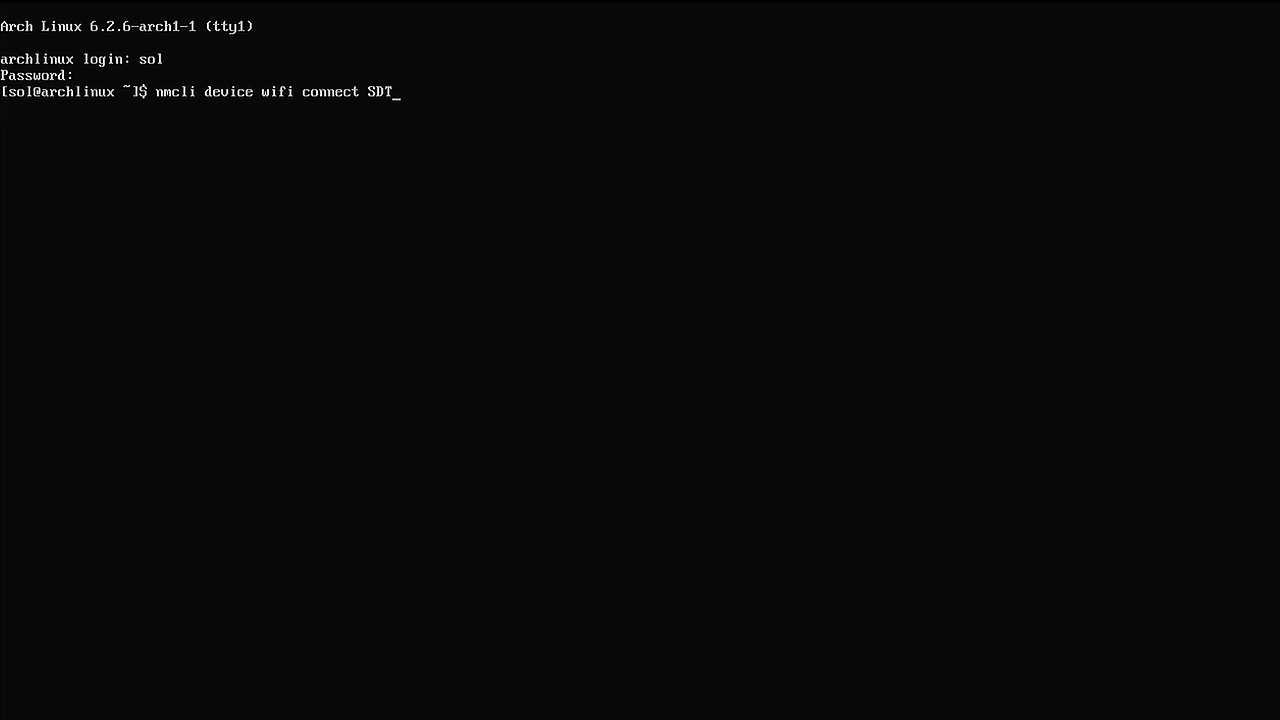 Arch Linux 6.2.6-arch1-1 (tty1)
archlinux login: sol
Password:
[sol@archlinux ~]$ nmcli device wifi connect SDT_